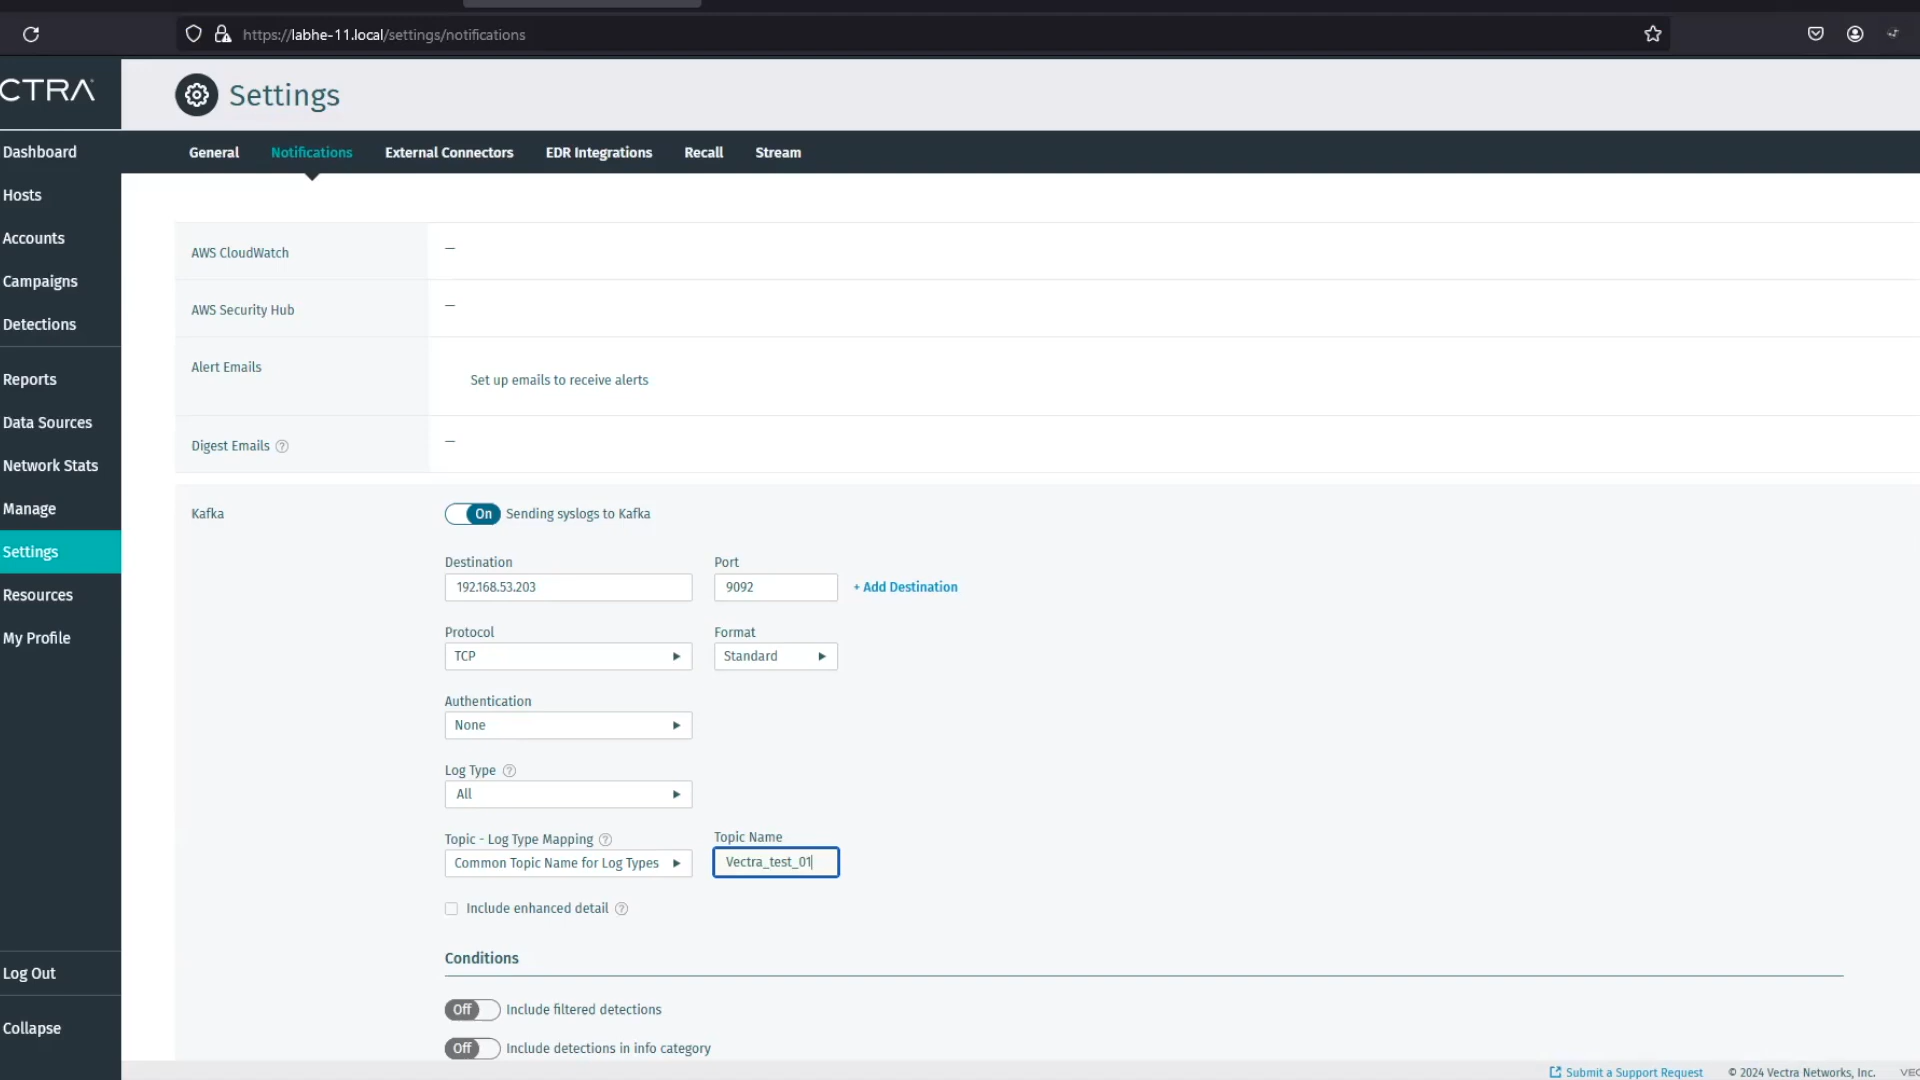 https://labhe-11.local/settings/notifications
CTRA
Settings
General
Notifications
External Connectors
EDR Integrations
Recall
Stream
Dashboard
Hosts
Accounts
Campaigns
Detections
Reports
Data Sources
Network Stats
Manage
Settings
Resources
My Profile
Log Out
Collapse
AWS CloudWatch
—
AWS Security Hub
—
Alert Emails
Set up emails to receive alerts
Digest Emails ?
—
Kafka
On Sending syslogs to Kafka
Destination
Port
192.168.53.203
9092
+ Add Destination
Protocol
Format
TCP
Standard
Authentication
None
Log Type ?
All
Topic - Log Type Mapping ?
Topic Name
Common Topic Name for Log Types
Vectra_test_01
Include enhanced detail ?
Conditions
Off Include filtered detections
Off Include detections in info category
Submit a Support Request
© 2024 Vectra Networks, Inc.
VEC